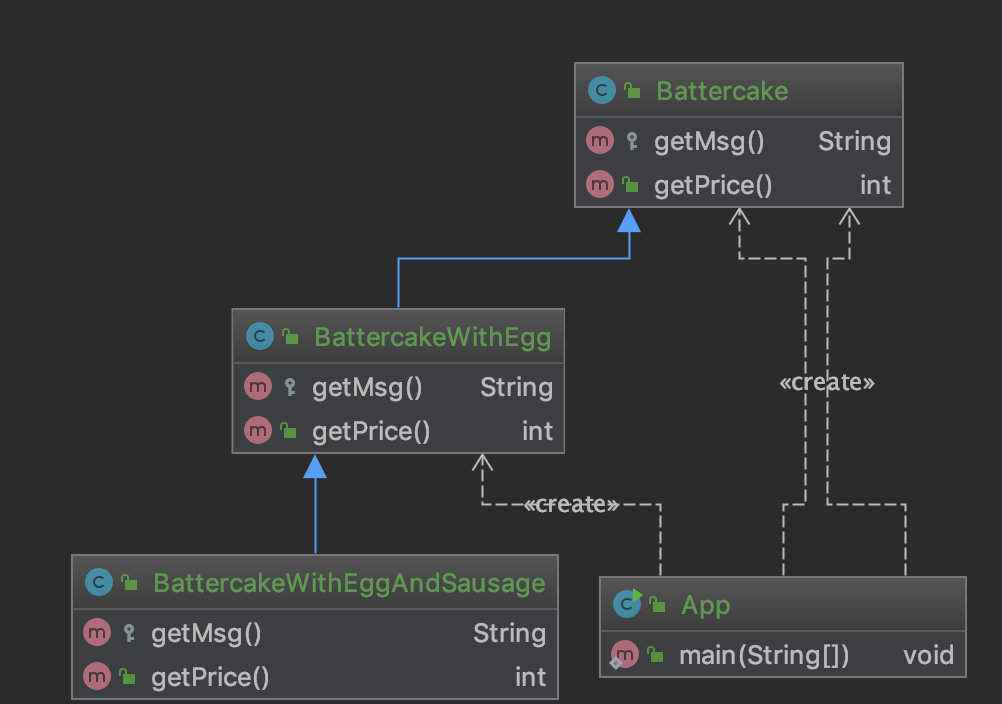 C Battercake
m getMsg() String
m getPrice() int
C BattercakeWithEgg
m getMsg() String
m getPrice() int
«create»
«create»
C BattercakeWithEggAndSausage
m getMsg() String
m getPrice() int
C App
m main(String[]) void